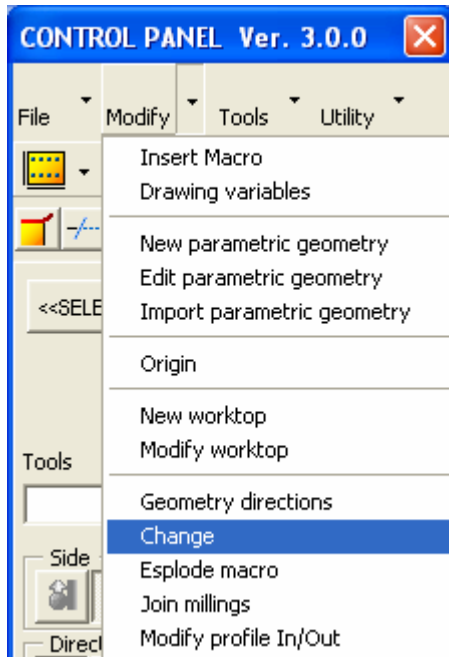 CONTROL PANEL Ver. 3.0.0
File Modify Tools Utility
Insert Macro
Drawing variables
New parametric geometry
Edit parametric geometry
<<SELE
Import parametric geometry
Origin
New worktop
Modify worktop
Tools
Geometry directions
Change
Side
Esplode macro
Join millings
Direc
Modify profile In/Out